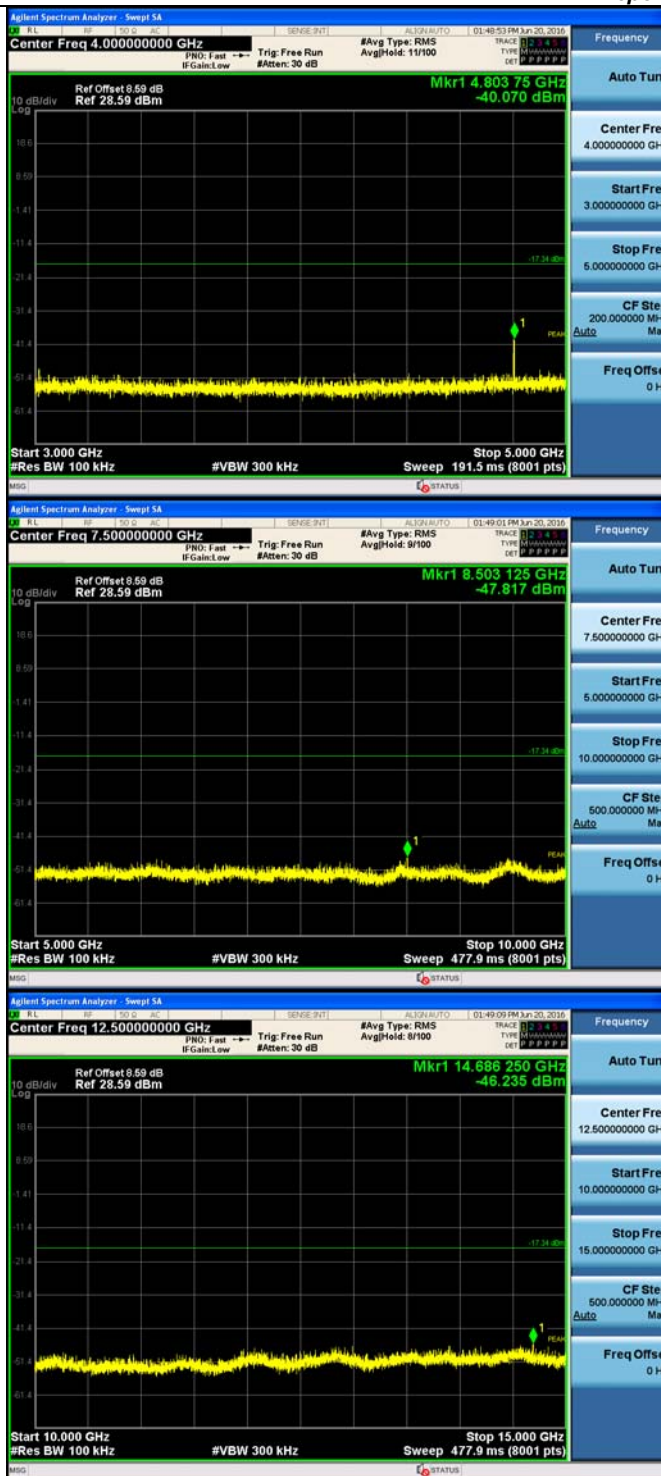 Agilent Spectrum Analyzer - Swept SA
RL RF 50 Ω AC SENSE:INT ALIGN AUTO 01:48:53 PM Jun 20, 2016
Center Freq 4.000000000 GHz
PNO: Fast
IFGain:Low
Trig: Free Run
#Atten: 30 dB
#Avg Type: RMS
Avg|Hold: 11/100
TRACE 1 2 3 4 5
TYPE
DET P P P P P
Frequency
Mkr1 4.803 75 GHz
-40.070 dBm
Ref Offset 8.59 dB
10 dB/div Ref 28.59 dBm
Log
18.6
8.59
-1.41
-11.4
-17.34 dBm
-21.4
-31.4
1
PEAK
-41.4
-51.4
-61.4
Start 3.000 GHz Stop 5.000 GHz
#Res BW 100 kHz #VBW 300 kHz Sweep 191.5 ms (8001 pts)
MSG STATUS
Auto Tun
Center Fre
4.000000000 GH
Start Fre
3.000000000 GH
Stop Fre
5.000000000 GH
CF Ste
200.000000 MH
Auto Ma
Freq Offse
0 H
Agilent Spectrum Analyzer - Swept SA
RL RF 50 Ω AC SENSE:INT ALIGN AUTO 01:49:01 PM Jun 20, 2016
Center Freq 7.500000000 GHz
PNO: Fast
IFGain:Low
Trig: Free Run
#Atten: 30 dB
#Avg Type: RMS
Avg|Hold: 9/100
TRACE 1 2 3 4 5
TYPE
DET P P P P P
Frequency
Mkr1 8.503 125 GHz
-47.817 dBm
Ref Offset 8.59 dB
10 dB/div Ref 28.59 dBm
Log
18.6
8.59
-1.41
-11.4
-17.34 dBm
-21.4
-31.4
-41.4
1
PEAK
-51.4
-61.4
Start 5.000 GHz Stop 10.000 GHz
#Res BW 100 kHz #VBW 300 kHz Sweep 477.9 ms (8001 pts)
MSG STATUS
Auto Tun
Center Fre
7.500000000 GH
Start Fre
5.000000000 GH
Stop Fre
10.000000000 GH
CF Ste
500.000000 MH
Auto Ma
Freq Offse
0 H
Agilent Spectrum Analyzer - Swept SA
RL RF 50 Ω AC SENSE:INT ALIGN AUTO 01:49:09 PM Jun 20, 2016
Center Freq 12.500000000 GHz
PNO: Fast
IFGain:Low
Trig: Free Run
#Atten: 30 dB
#Avg Type: RMS
Avg|Hold: 8/100
TRACE 1 2 3 4 5
TYPE
DET P P P P P
Frequency
Mkr1 14.686 250 GHz
-46.235 dBm
Ref Offset 8.59 dB
10 dB/div Ref 28.59 dBm
Log
18.6
8.59
-1.41
-11.4
-17.34 dBm
-21.4
-31.4
-41.4
1
PEAK
-51.4
-61.4
Start 10.000 GHz Stop 15.000 GHz
#Res BW 100 kHz #VBW 300 kHz Sweep 477.9 ms (8001 pts)
MSG STATUS
Auto Tun
Center Fre
12.500000000 GH
Start Fre
10.000000000 GH
Stop Fre
15.000000000 GH
CF Ste
500.000000 MH
Auto Ma
Freq Offse
0 H